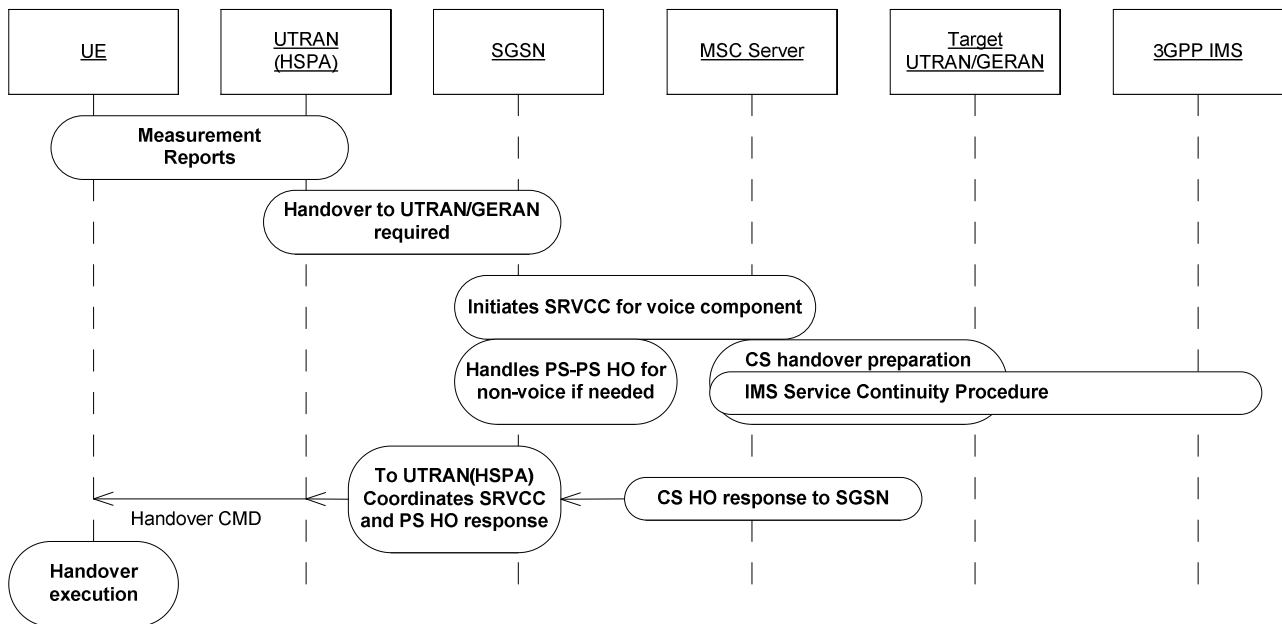 UE
UTRAN
(HSPA)
SGSN
MSC Server
Target
UTRAN/GERAN
3GPP IMS
Measurement
Reports
Handover to UTRAN/GERAN
required
Initiates SRVCC for voice component
Handles PS-PS HO for
non-voice if needed
CS handover preparation
IMS Service Continuity Procedure
To UTRAN(HSPA)
Coordinates SRVCC
and PS HO response
CS HO response to SGSN
Handover CMD
Handover
execution